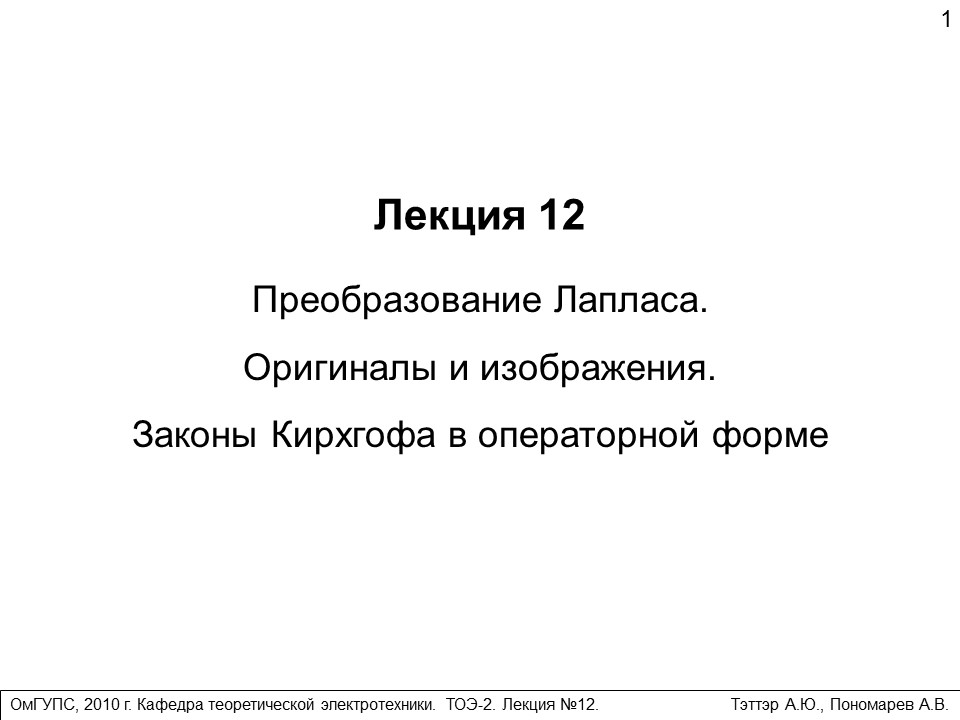 1
Лекция 12
Преобразование Лапласа.
Оригиналы и изображения.
Законы Кирхгофа в операторной форме
ОмГУПС, 2010 г. Кафедра теоретической электротехники. ТОЭ-2. Лекция №12. Тэттэр А.Ю., Пономарев А.В.